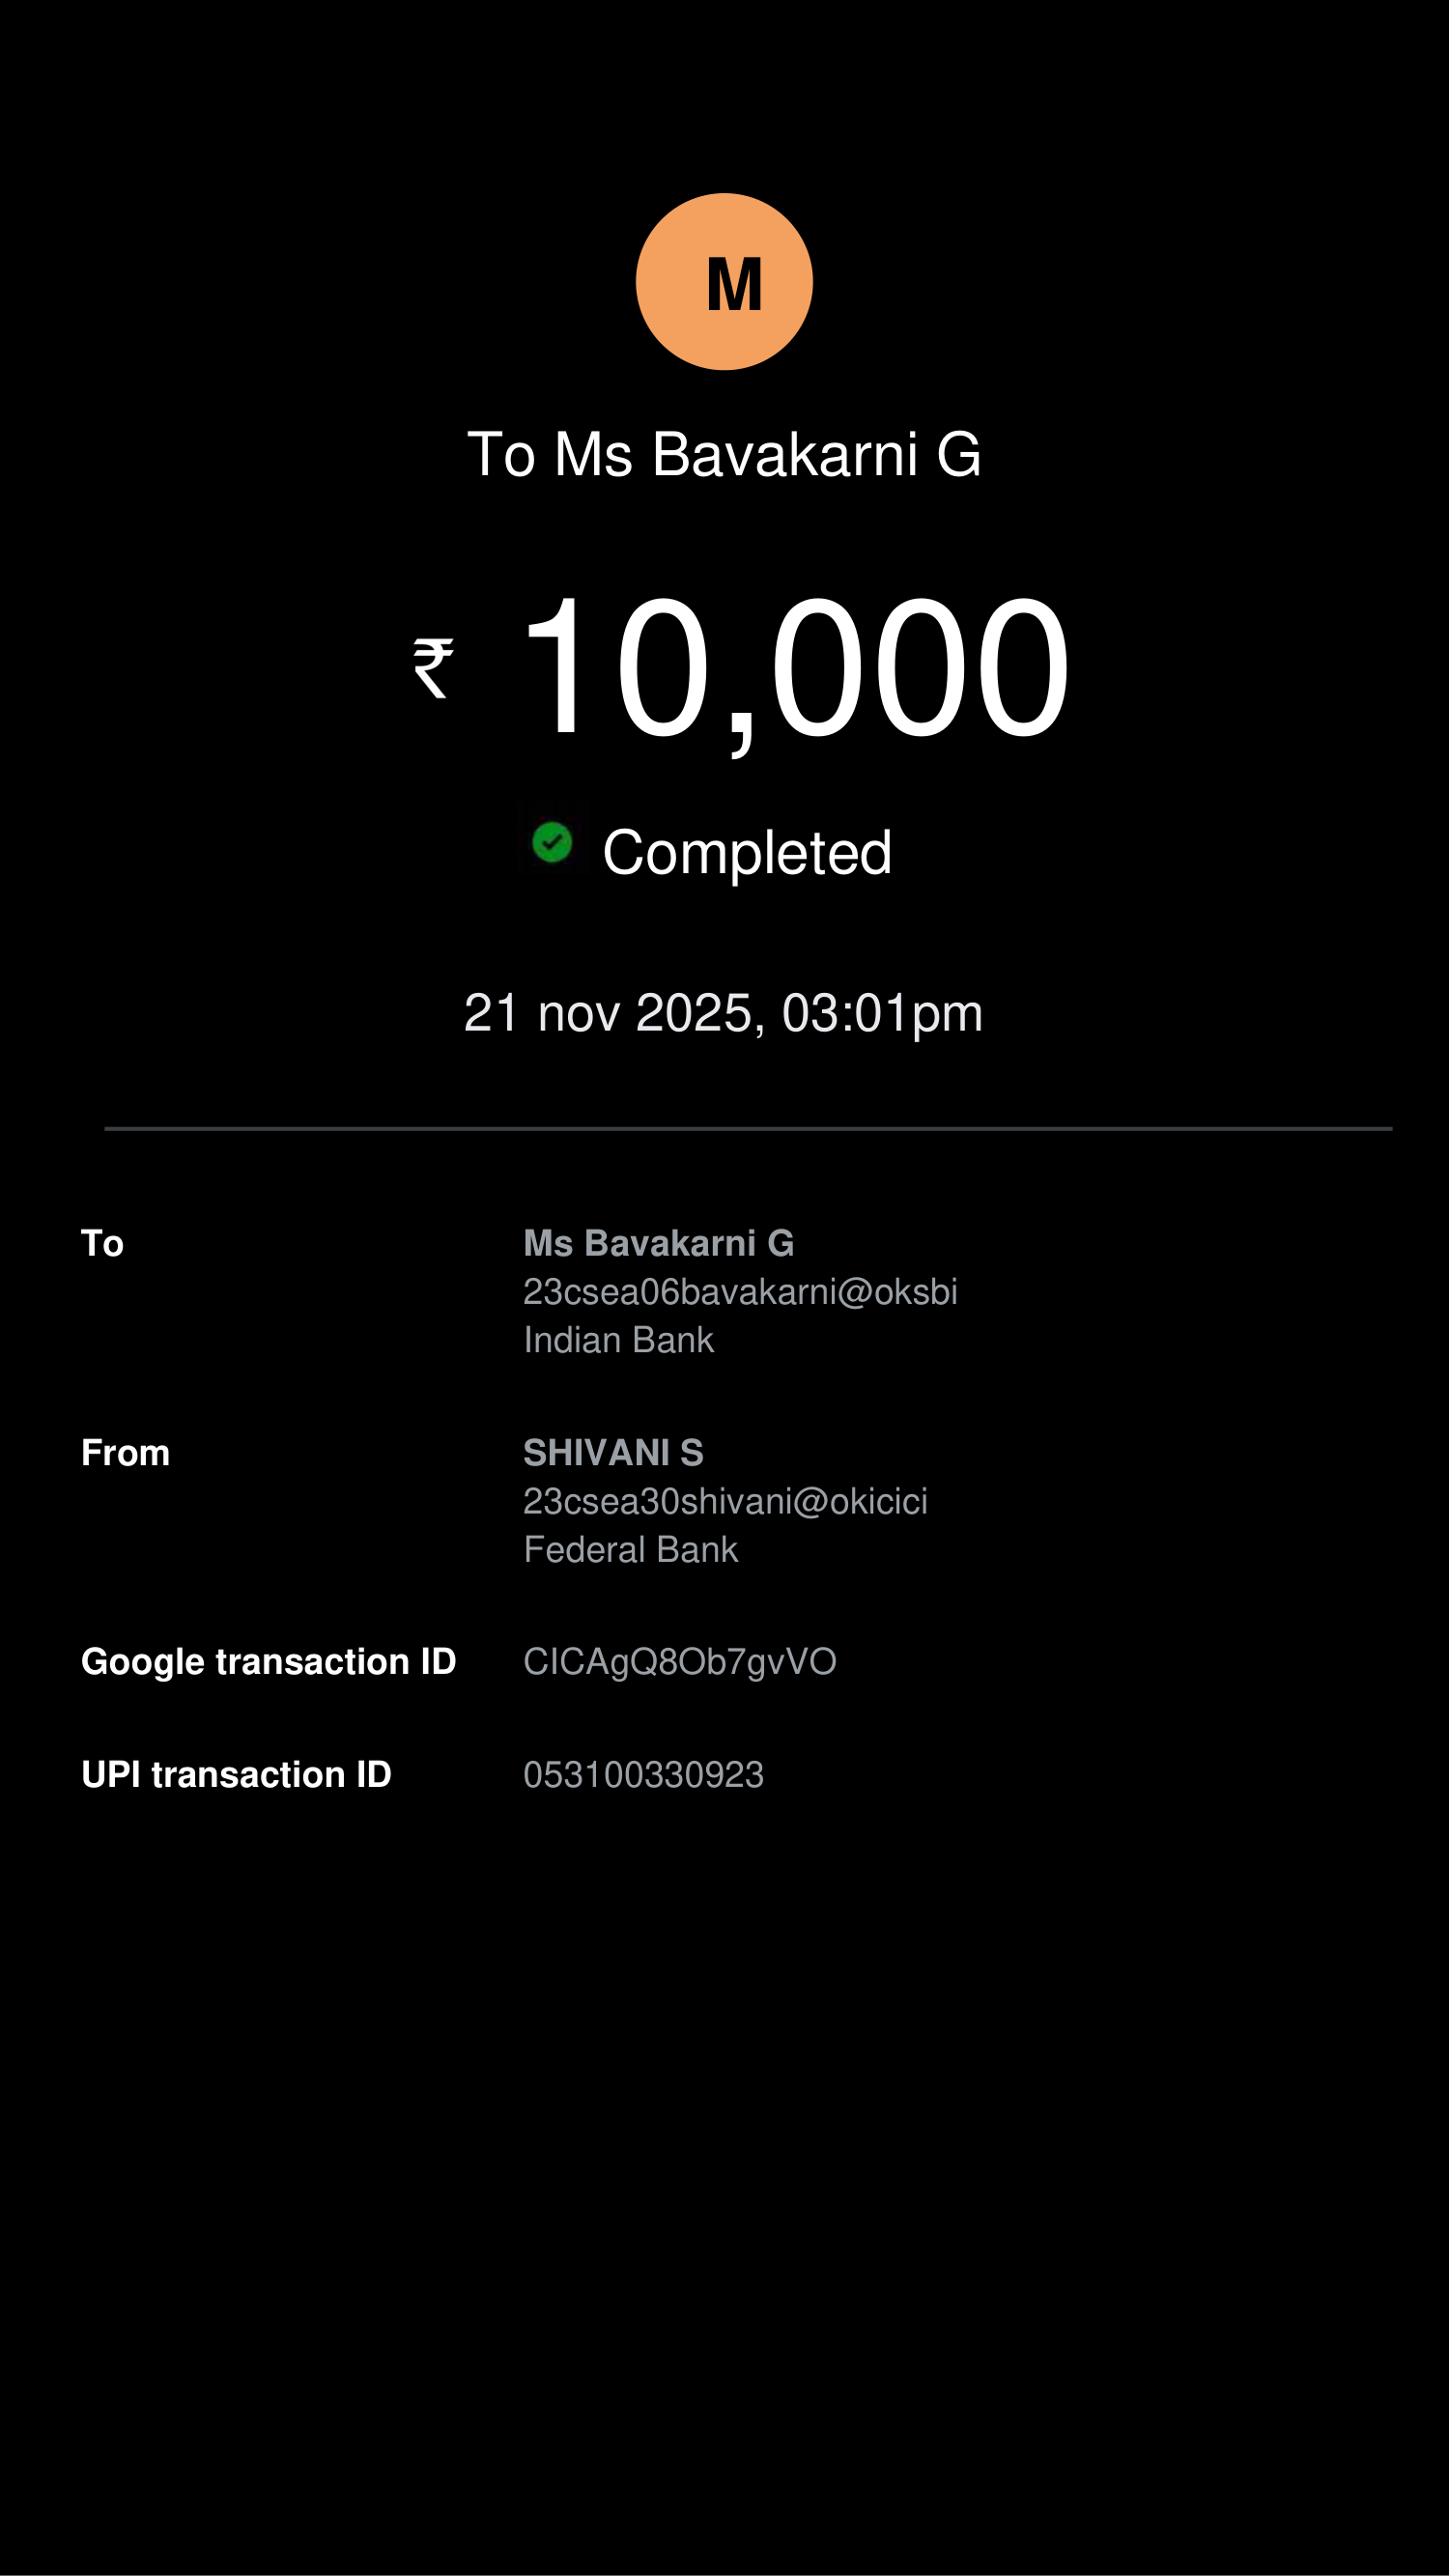 M
To Ms Bavakarni G
₹ 10,000
Completed
21 nov 2025, 03:01pm
To Ms Bavakarni G
23csea06bavakarni@oksbi
Indian Bank
From SHIVANI S
23csea30shivani@okicici
Federal Bank
Google transaction ID CICAgQ8Ob7gvVO
UPI transaction ID 053100330923